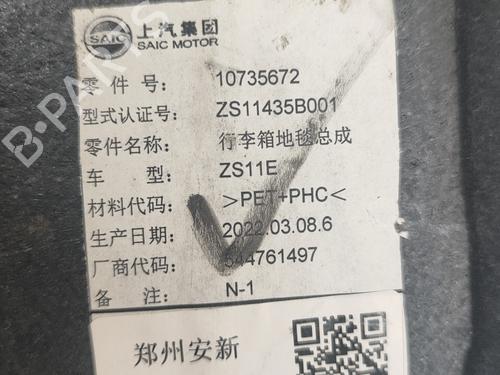 SAIC
上汽集团
SAIC MOTOR
零件号: 10735672
型式认证号: ZS11435B001
零件名称: 行李箱地毯总成
车 型: ZS11E
材料代码: >PET+PHC<
生产日期: 2022.03.08.6
厂商代码: 544761497
备 注: N-1
郑州安新
B-PARTS